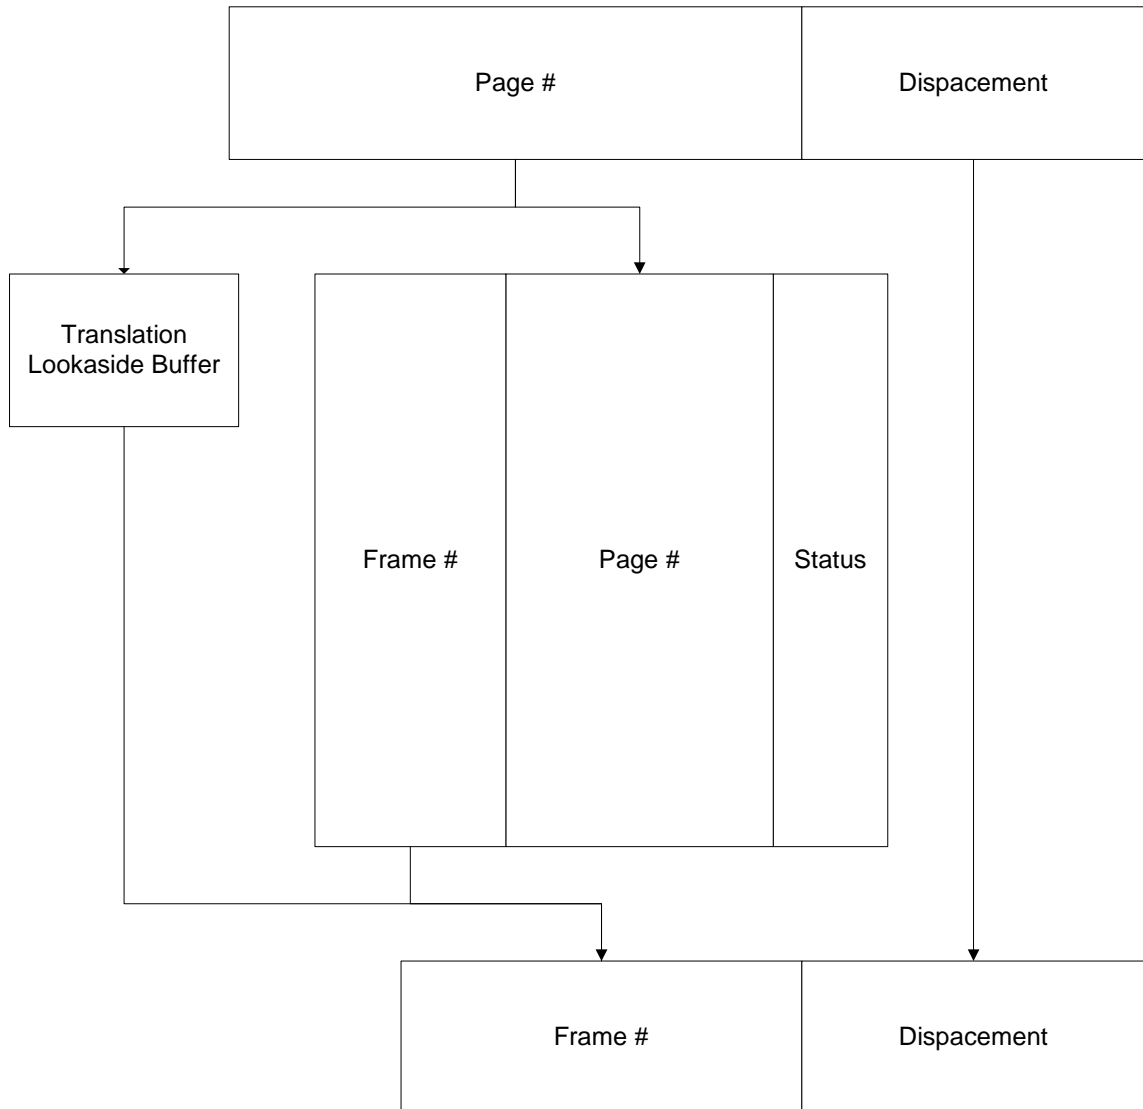 Page #
Dispacement
Translation
Lookaside Buffer
Frame #
Page #
Status
Frame #
Dispacement